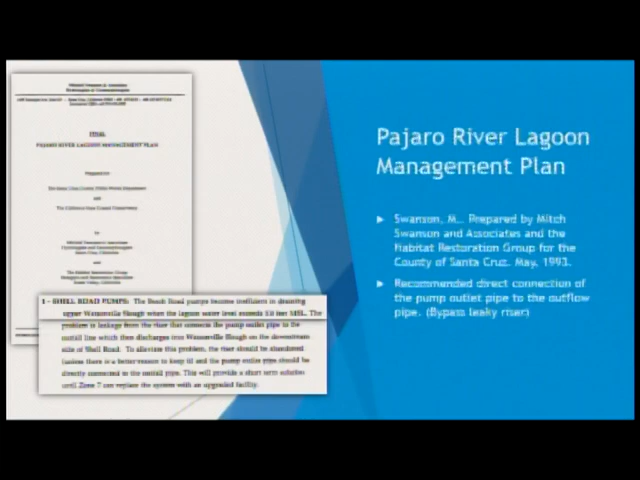 FINAL
PAJARO RIVER LAGOON MANAGEMENT PLAN
Prepared for
and
by
and
1 - SHELL ROAD PUMPS: The Beach Road pumps become inefficient in draining
upper Watsonville Slough when the lagoon water level exceeds MSL. The
problem is leakage from the riser that connects the pump outlet pipe to the
outfall line which then discharges into Watsonville Slough on the downstream
side of Shell Road. To alleviate this problem, the riser should be abandoned
(unless there is a better reason to keep it) and the pump outlet pipe should be
directly connected to the outfall pipe. This will provide a short term solution
until Zone 7 can replace the system with an upgraded facility.
Pajaro River Lagoon
Management Plan
Swanson, M.. Prepared by Mitch
Swanson and Associates and the
Habitat Restoration Group for the
County of Santa Cruz. May, 1993.
Recommended direct connection of
the pump outlet pipe to the outflow
pipe. (Bypass leaky riser)